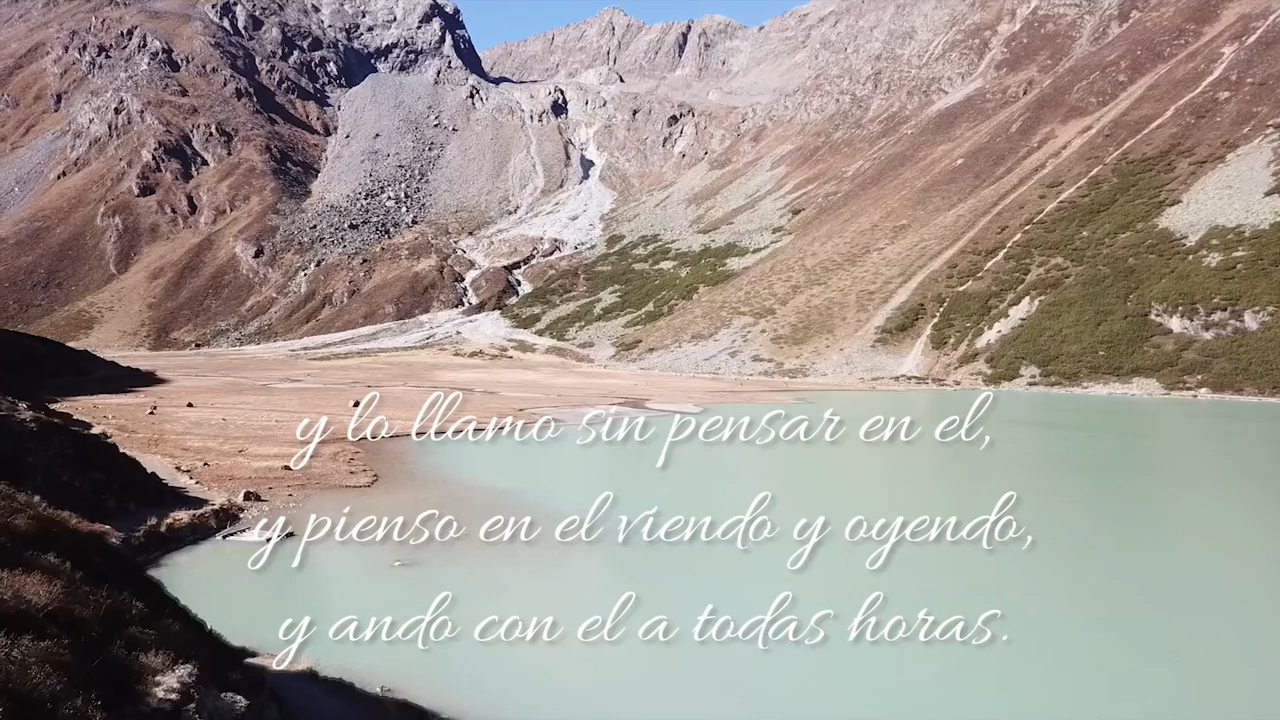 y lo llamo sin pensar en el,
y pienso en el viendo y oyendo,
y ando con el a todas horas.